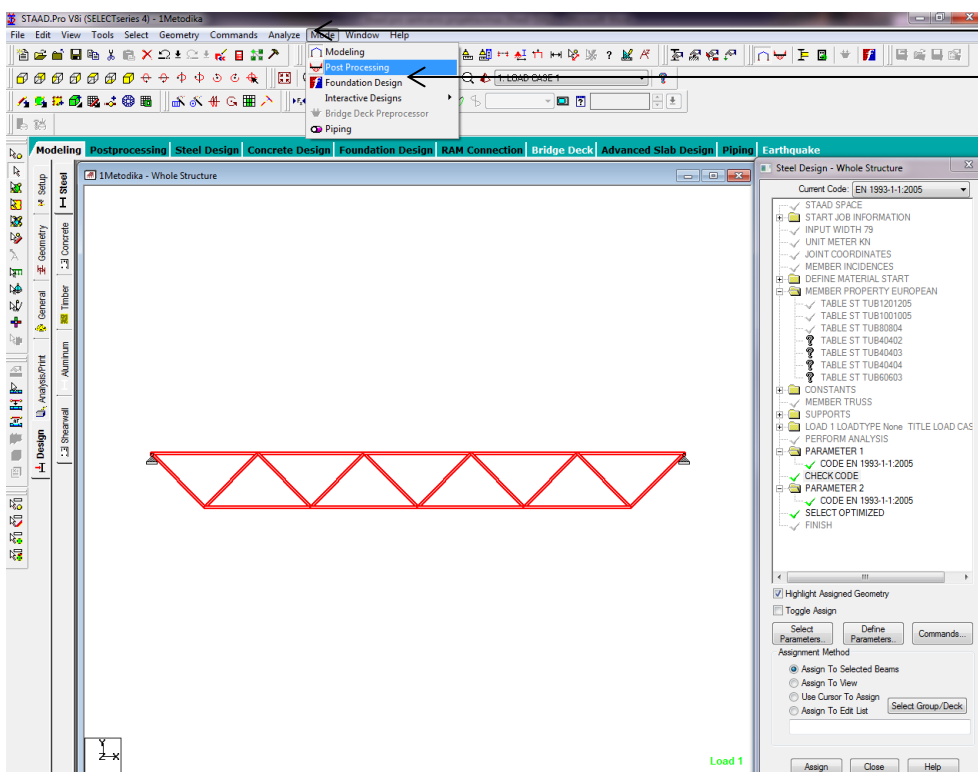 STAAD.Pro V8i (SELECTseries 4) - 1Metodika
File Edit View Tools Select Geometry Commands Analyze Mode Window Help
Modeling
Post Processing
Foundation Design
Interactive Designs
Bridge Deck Preprocessor
Piping
1: LOAD CASE 1
Modeling Postprocessing Steel Design Concrete Design Foundation Design RAM Connection Bridge Deck Advanced Slab Design Piping Earthquake
Setup
Geometry
General
Analysis/Print
Design
Steel
Concrete
Timber
Aluminum
Shearwall
1Metodika - Whole Structure
Y
Z X
Load 1
Steel Design - Whole Structure
Current Code: EN 1993-1-1:2005
STAAD SPACE
START JOB INFORMATION
INPUT WIDTH 79
UNIT METER KN
JOINT COORDINATES
MEMBER INCIDENCES
DEFINE MATERIAL START
MEMBER PROPERTY EUROPEAN
TABLE ST TUB1201205
TABLE ST TUB1001005
TABLE ST TUB80804
TABLE ST TUB40402
TABLE ST TUB40403
TABLE ST TUB40404
TABLE ST TUB60603
CONSTANTS
MEMBER TRUSS
SUPPORTS
LOAD 1 LOADTYPE None TITLE LOAD CAS
PERFORM ANALYSIS
PARAMETER 1
CODE EN 1993-1-1:2005
CHECK CODE
PARAMETER 2
CODE EN 1993-1-1:2005
SELECT OPTIMIZED
FINISH
Highlight Assigned Geometry
Toggle Assign
Select Parameters...
Define Parameters...
Commands...
Assignment Method
Assign To Selected Beams
Assign To View
Use Cursor To Assign
Assign To Edit List
Select Group/Deck
Assign Close Help